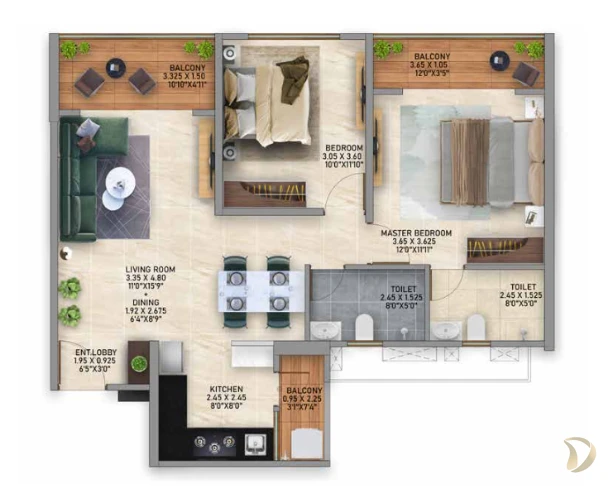 BALCONY
3.325 X 1.50
10'10"X4'11"
BALCONY
3.65 X 1.05
12'0"X3'5"
BEDROOM
3.05 X 3.60
10'0"X11'10"
MASTER BEDROOM
3.65 X 3.625
12'0"X11'11"
LIVING ROOM
3.35 X 4.80
11'0"X15'9"
•
DINING
1.92 X 2.675
6'4"X8'9"
TOILET
2.45 X 1.525
8'0"X5'0"
TOILET
2.45 X 1.525
8'0"X5'0"
ENT.LOBBY
1.95 X 0.925
6'5"X3'0"
KITCHEN
2.45 X 2.45
8'0"X8'0"
BALCONY
0.95 X 2.25
3'1"X7'4"